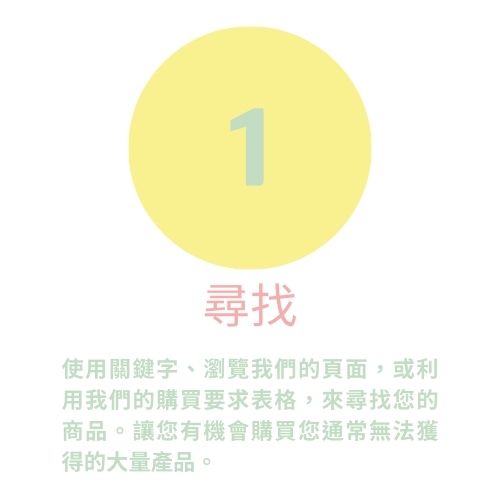 1
尋找
使用關鍵字、瀏覽我們的頁面，或利
用我們的購買要求表格，來尋找您的
商品。讓您有機會購買您通常無法獲
得的大量產品。